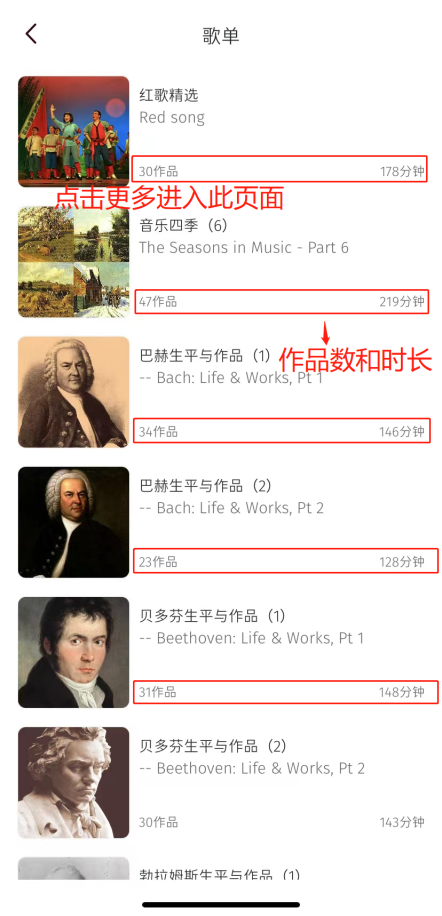 歌单
红歌精选
Red song
30作品 178分钟
点击更多进入此页面
音乐四季（6）
The Seasons in Music - Part 6
47作品 219分钟
作品数和时长
巴赫生平与作品（1）
-- Bach: Life & Works, Pt 1
34作品 146分钟
巴赫生平与作品（2）
-- Bach: Life & Works, Pt 2
23作品 128分钟
贝多芬生平与作品（1）
-- Beethoven: Life & Works, Pt 1
31作品 148分钟
贝多芬生平与作品（2）
-- Beethoven: Life & Works, Pt 2
30作品 143分钟
勃拉姆斯生平与作品（1）